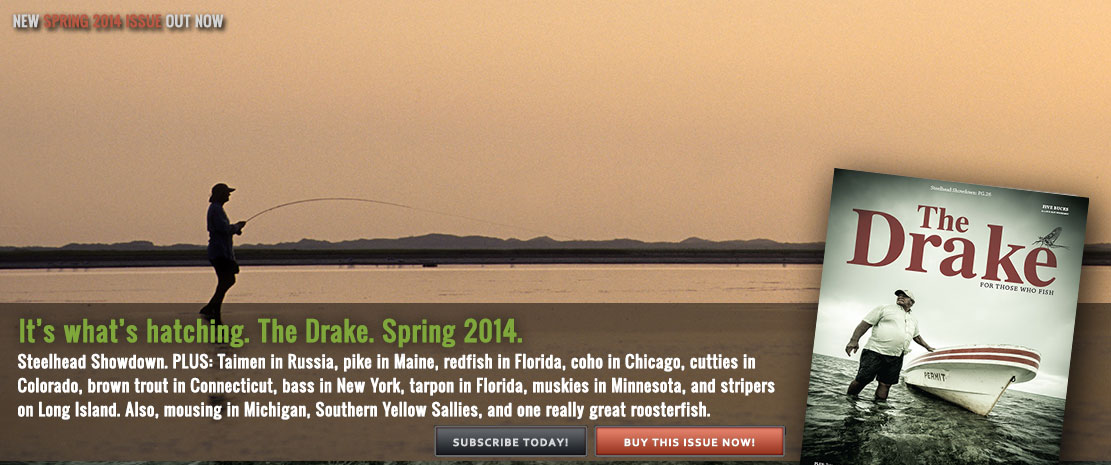 NEW SPRING 2014 ISSUE OUT NOW
It's what's hatching. The Drake. Spring 2014.
Steelhead Showdown. PLUS: Taimen in Russia, pike in Maine, redfish in Florida, coho in Chicago, cutties in
Colorado, brown trout in Connecticut, bass in New York, tarpon in Florida, muskies in Minnesota, and stripers
on Long Island. Also, mousing in Michigan, Southern Yellow Sallies, and one really great roosterfish.
SUBSCRIBE TODAY!
BUY THIS ISSUE NOW!
Steelhead Showdown: PG.38
FIVE BUCKS
The
Drake
FOR THOSE WHO FISH
PERMIT